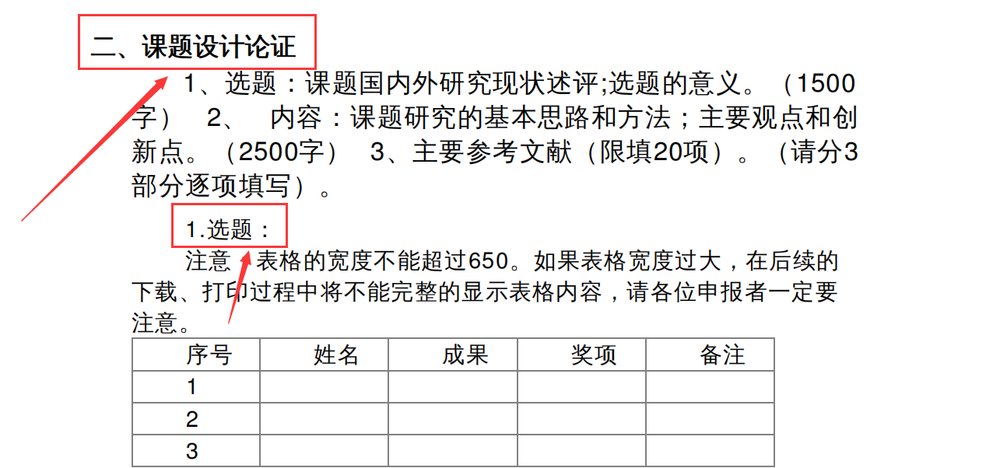 二、课题设计论证
1、选题：课题国内外研究现状述评;选题的意义。（1500
字） 2、 内容：课题研究的基本思路和方法；主要观点和创
新点。（2500字） 3、主要参考文献（限填20项）。（请分3
部分逐项填写）。
1.选题：
注意：表格的宽度不能超过650。如果表格宽度过大，在后续的
下载、打印过程中将不能完整的显示表格内容，请各位申报者一定要
注意。
序号 姓名 成果 奖项 备注
1
2
3